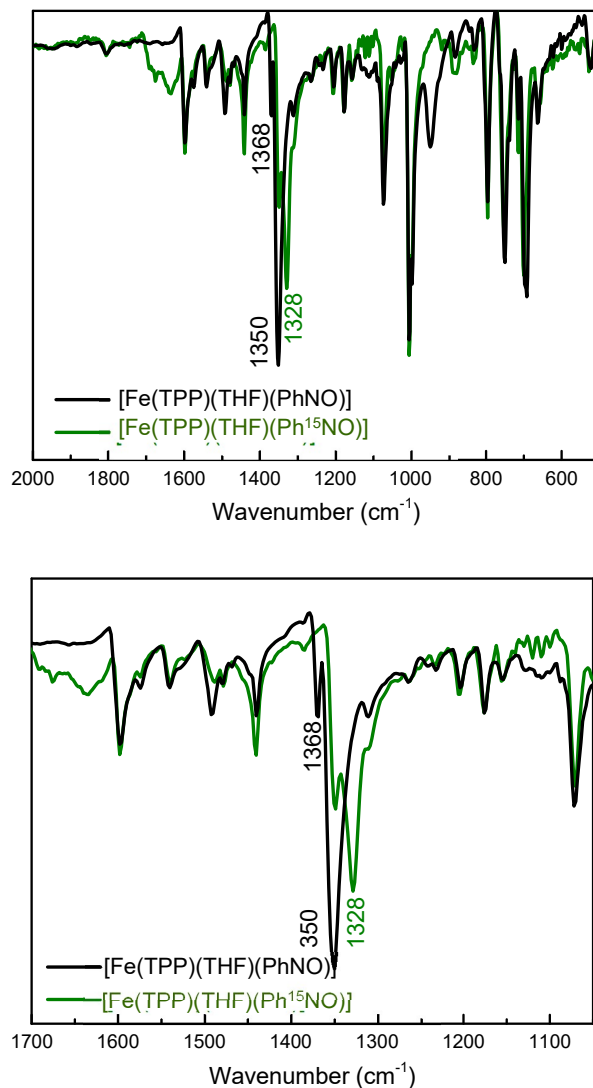 1368
1350
1328
[Fe(TPP)(THF)(PhNO)]
[Fe(TPP)(THF)(Ph¹⁵NO)]
2000 1800 1600 1400 1200 1000 800 600
Wavenumber (cm⁻¹)
1368
350
1328
[Fe(TPP)(THF)(PhNO)]
[Fe(TPP)(THF)(Ph¹⁵NO)]
1700 1600 1500 1400 1300 1200 1100
Wavenumber (cm⁻¹)